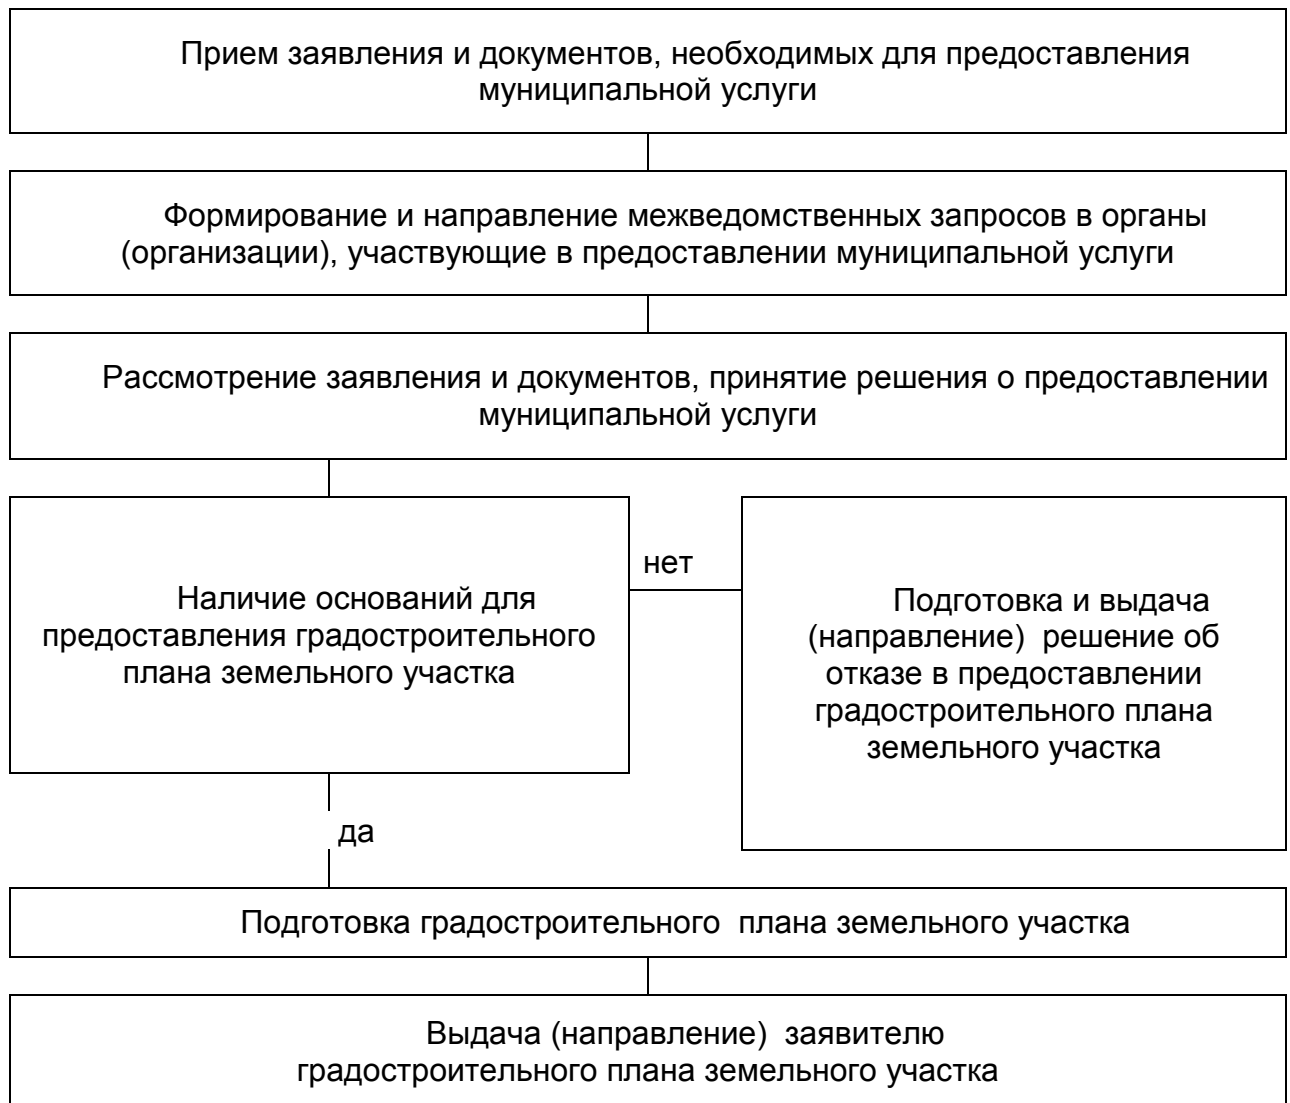 Прием заявления и документов, необходимых для предоставления
муниципальной услуги
Формирование и направление межведомственных запросов в органы
(организации), участвующие в предоставлении муниципальной услуги
Рассмотрение заявления и документов, принятие решения о предоставлении
муниципальной услуги
Наличие оснований для
предоставления градостроительного
плана земельного участка
нет
Подготовка и выдача
(направление) решение об
отказе в предоставлении
градостроительного плана
земельного участка
да
Подготовка градостроительного плана земельного участка
Выдача (направление) заявителю
градостроительного плана земельного участка